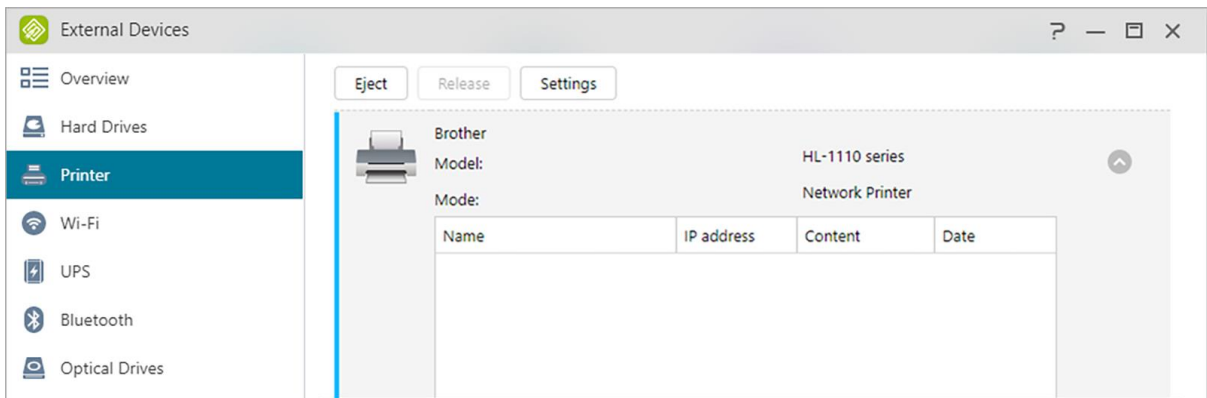 External Devices
Overview
Hard Drives
Printer
Wi-Fi
UPS
Bluetooth
Optical Drives
Eject Release Settings
Brother
Model: HL-1110 series
Mode: Network Printer
Name IP address Content Date